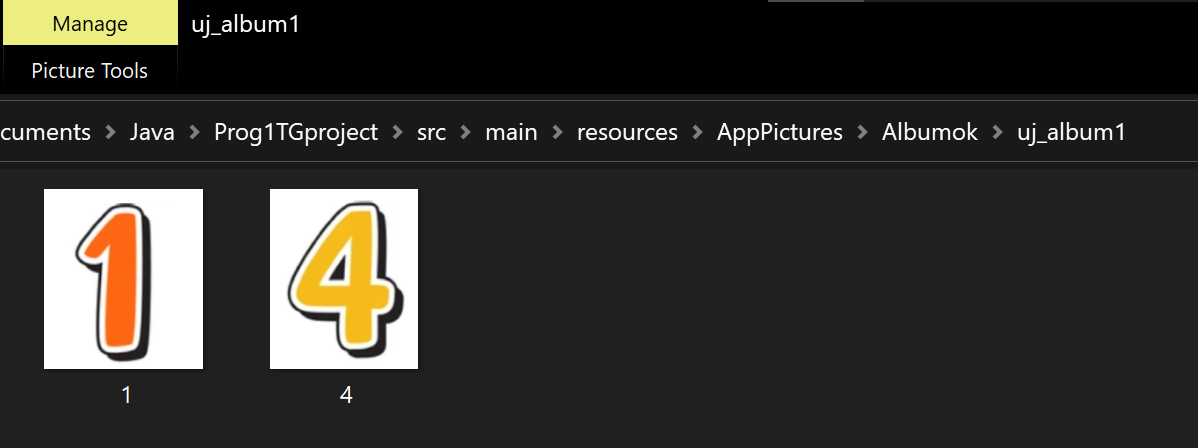 Manage uj_album1
Picture Tools
cuments > Java > Prog1TGproject > src > main > resources > AppPictures > Albumok > uj_album1
1 4
1 4